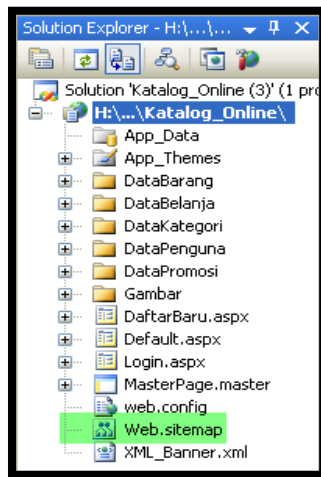 Solution Explorer - H:\...\...
Solution 'Katalog_Online (3)' (1 pro
H:\...\Katalog_Online\
App_Data
App_Themes
DataBarang
DataBelanja
DataKategori
DataPenguna
DataPromosi
Gambar
DaftarBaru.aspx
Default.aspx
Login.aspx
MasterPage.master
web.config
Web.sitemap
XML_Banner.xml